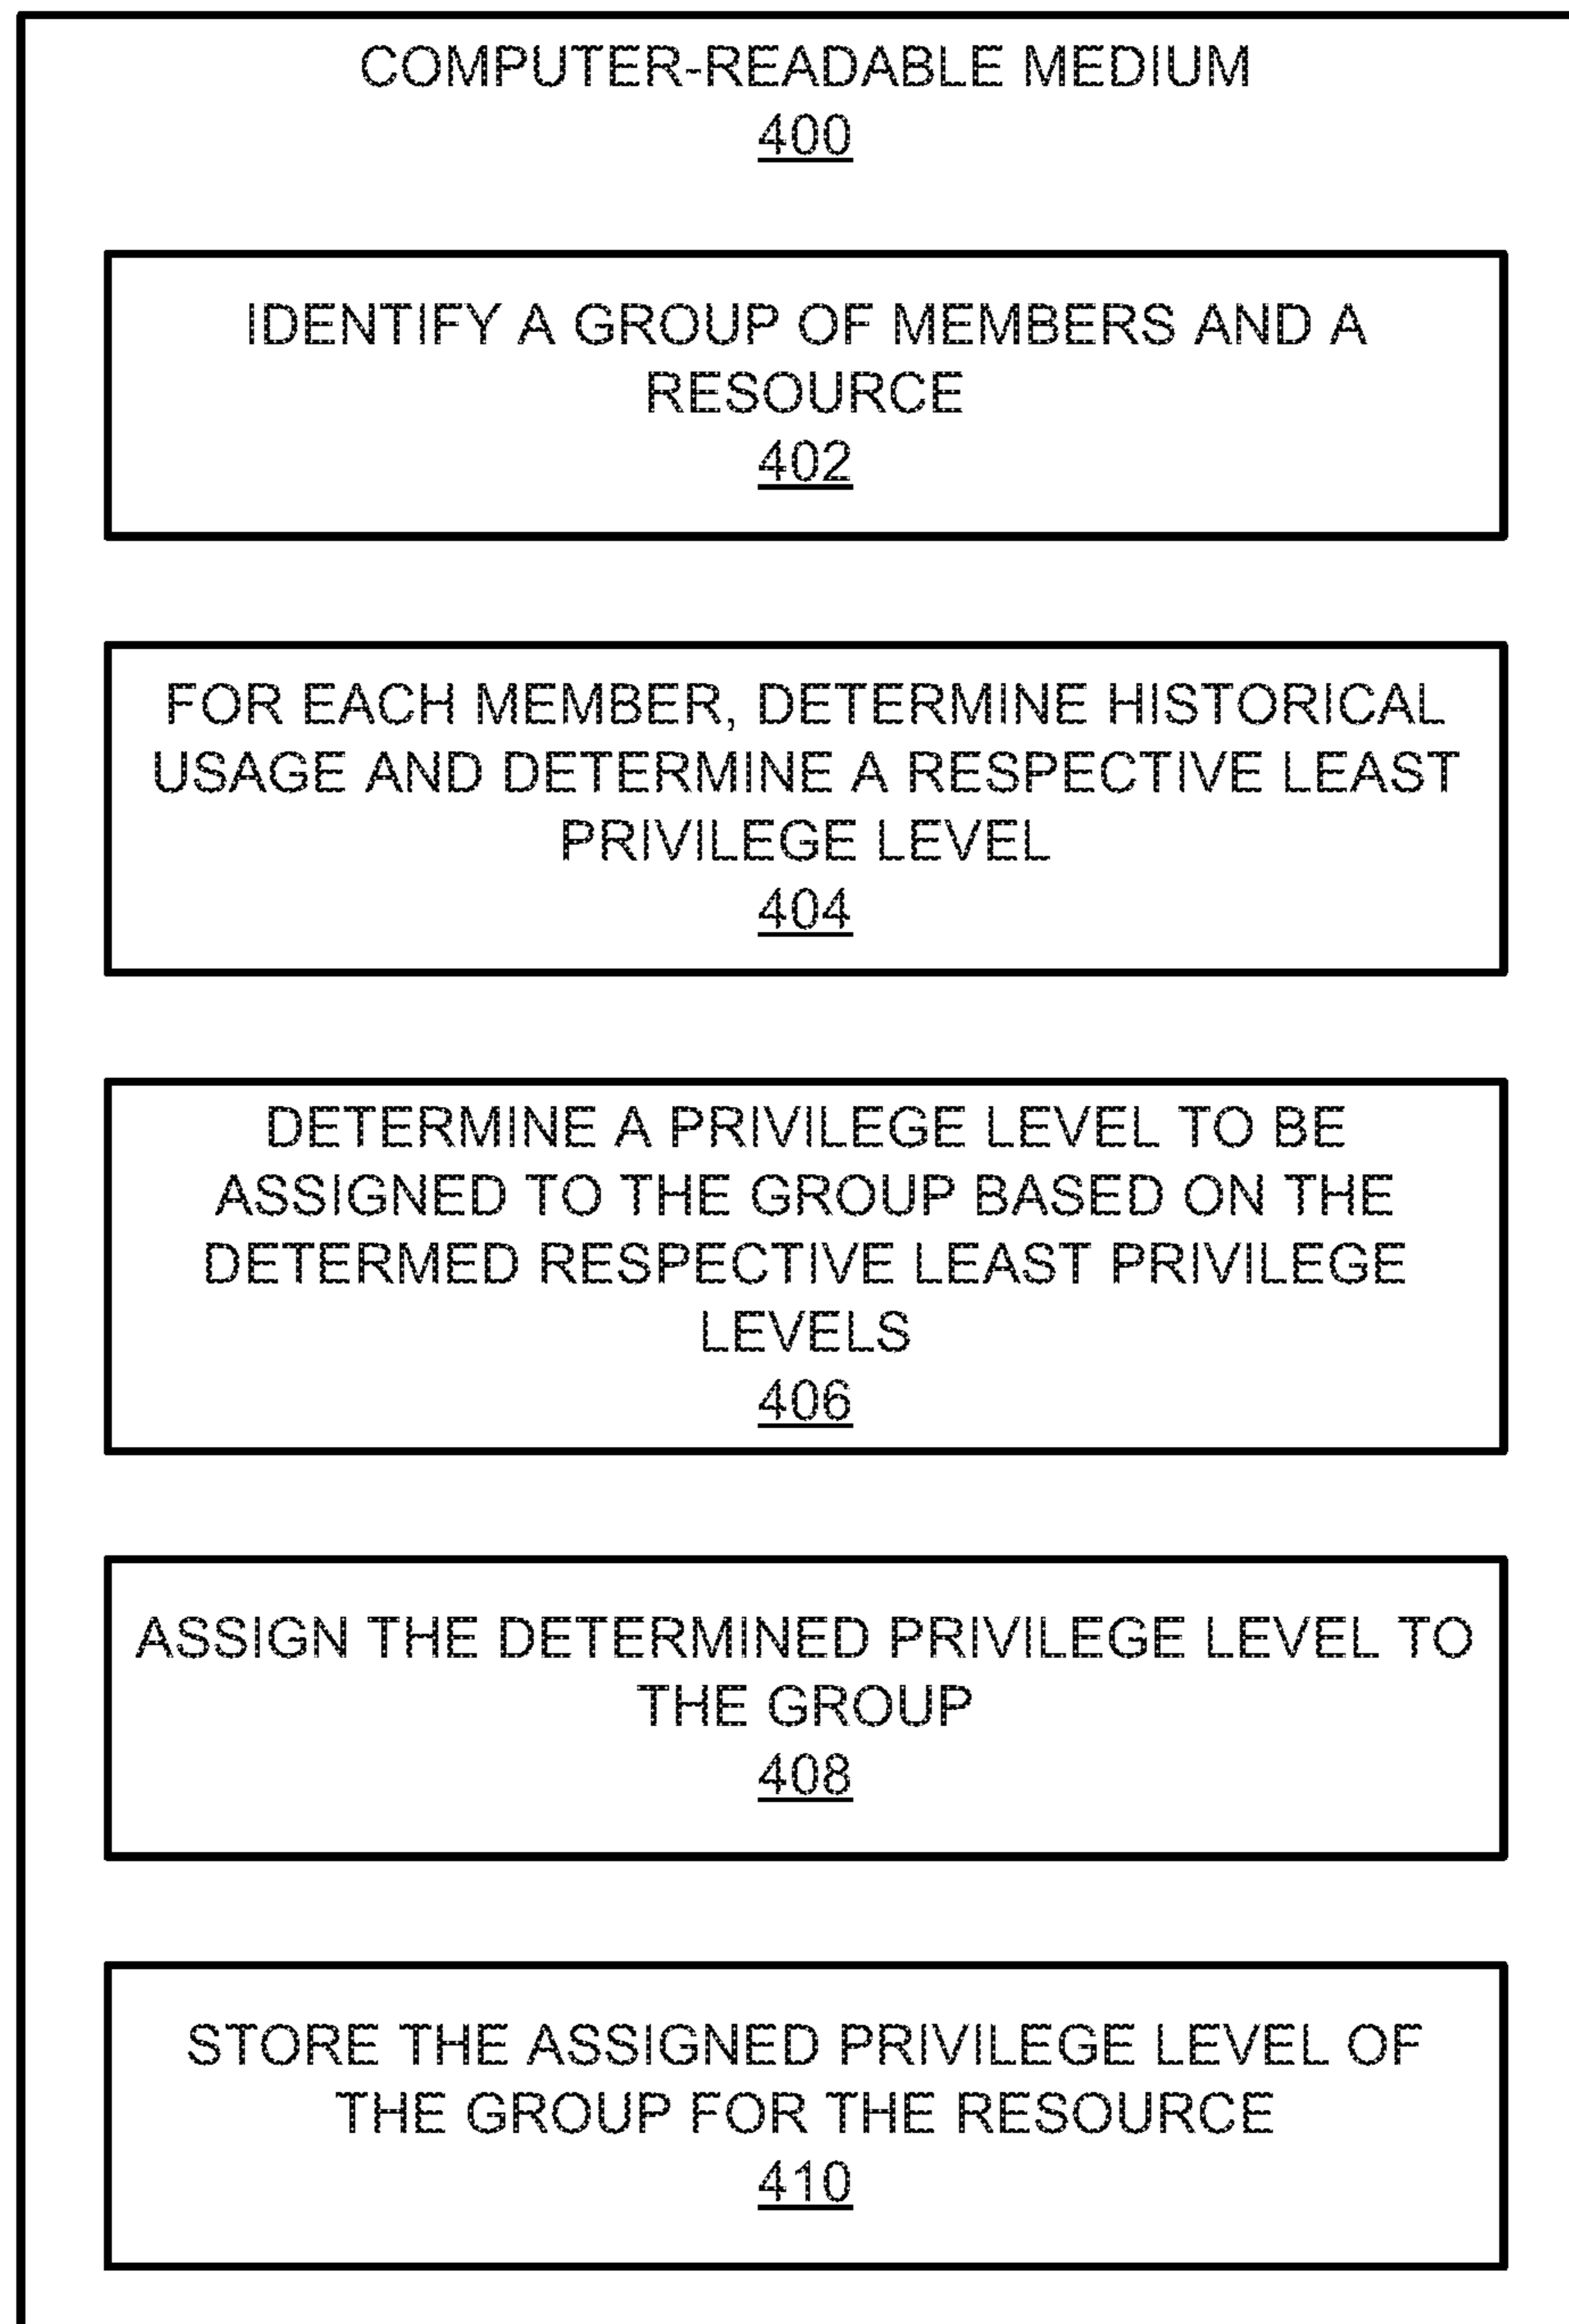 COMPUTER-READABLE MEDIUM
400
IDENTIFY A GROUP OF MEMBERS AND A
RESOURCE
402
FOR EACH MEMBER, DETERMINE HISTORICAL
USAGE AND DETERMINE A RESPECTIVE LEAST
PRIVILEGE LEVEL
404
DETERMINE A PRIVILEGE LEVEL TO BE
ASSIGNED TO THE GROUP BASED ON THE
DETERMED RESPECTIVE LEAST PRIVILEGE
LEVELS
406
ASSIGN THE DETERMINED PRIVILEGE LEVEL TO
THE GROUP
408
STORE THE ASSIGNED PRIVILEGE LEVEL OF
THE GROUP FOR THE RESOURCE
410